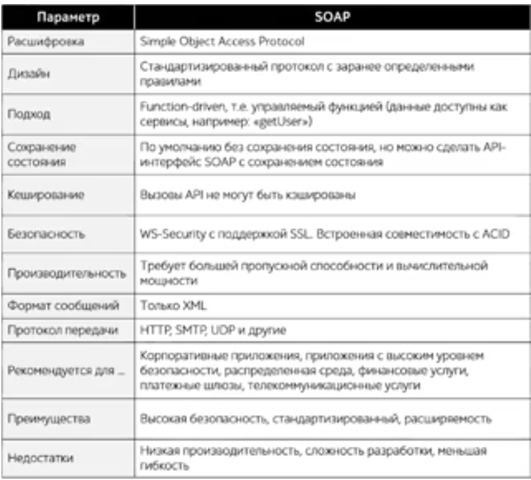 Параметр SOAP
Расшифровка Simple Object Access Protocol
Дизайн Стандартизированный протокол с заранее определенными
правилами
Подход Function-driven, т.е. управляемый функцией (данные доступны как
сервисы, например: «getUser»)
Сохранение
состояния По умолчанию без сохранения состояния, но можно сделать API-
интерфейс SOAP с сохранением состояния
Кеширование Вызовы API не могут быть кэшированы
Безопасность WS-Security с поддержкой SSL. Встроенная совместимость с ACID
Производительность Требует большей пропускной способности и вычислительной
мощности
Формат сообщений Только XML
Протокол передачи HTTP, SMTP, UDP и другие
Рекомендуется для ... Корпоративные приложения, приложения с высоким уровнем
безопасности, распределенная среда, финансовые услуги,
платежные шлюзы, телекоммуникационные услуги
Преимущества Высокая безопасность, стандартизированный, расширяемость
Недостатки Низкая производительность, сложность разработки, меньшая
гибкость